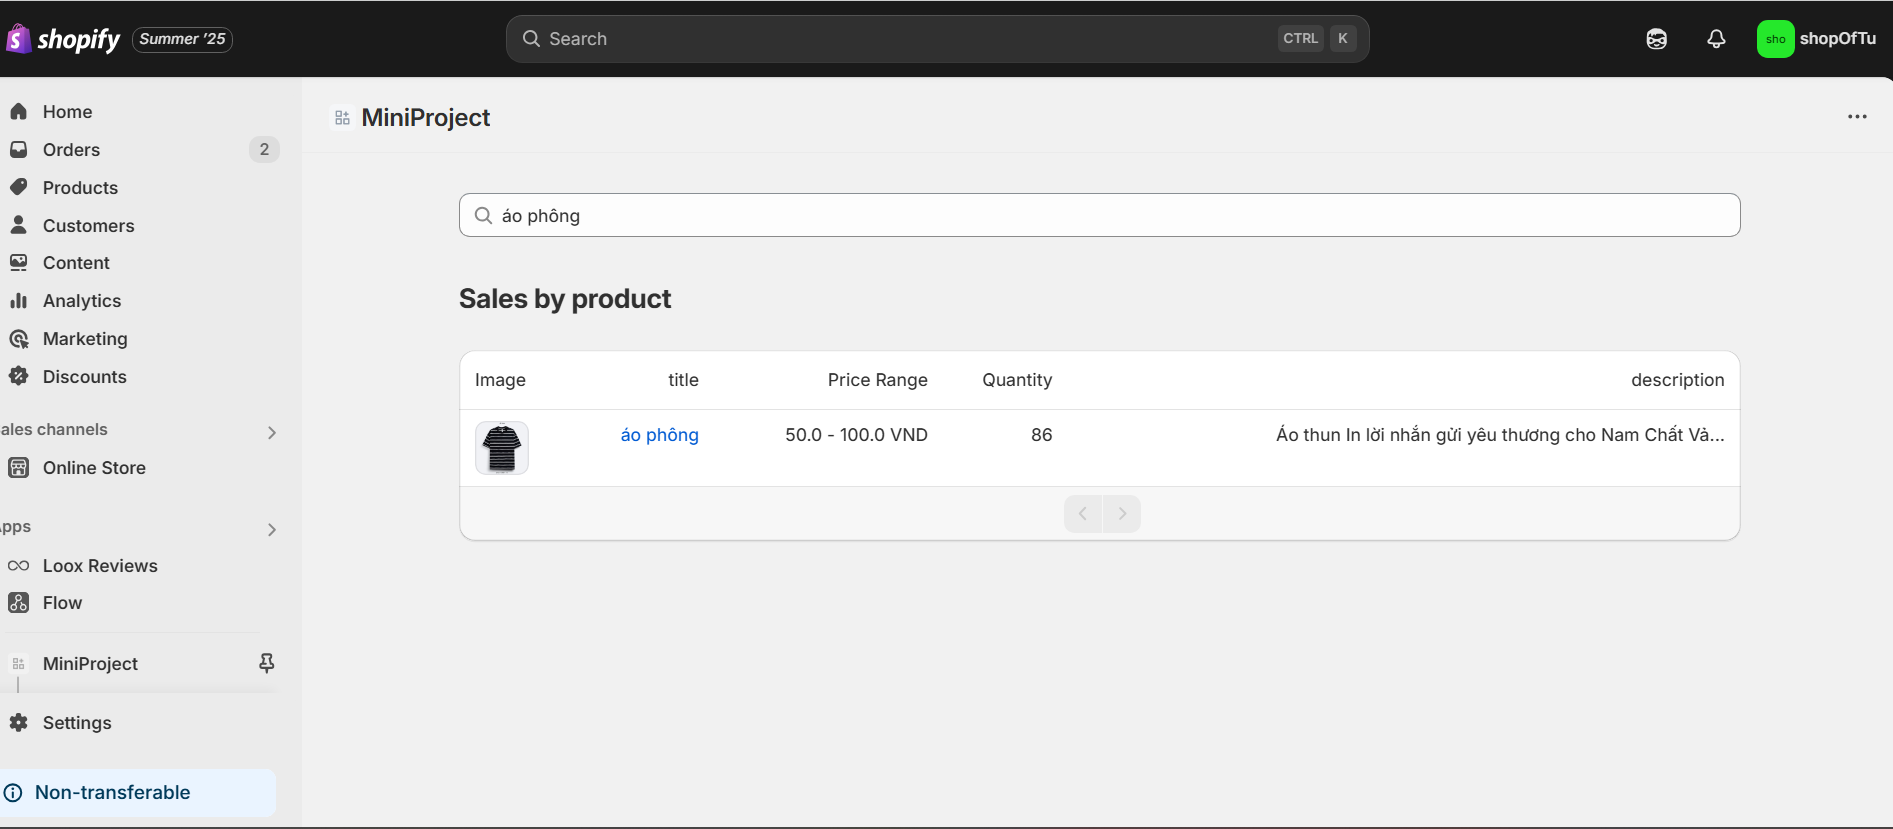 shopify Summer '25
Search CTRL K
sho shopOfTu
Home
Orders 2
Products
Customers
Content
Analytics
Marketing
Discounts
ales channels
Online Store
pps
Loox Reviews
Flow
MiniProject
Settings
Non-transferable
MiniProject
áo phông
Sales by product
Image title Price Range Quantity description
áo phông 50.0 - 100.0 VND 86 Áo thun In lời nhắn gửi yêu thương cho Nam Chất Vả...